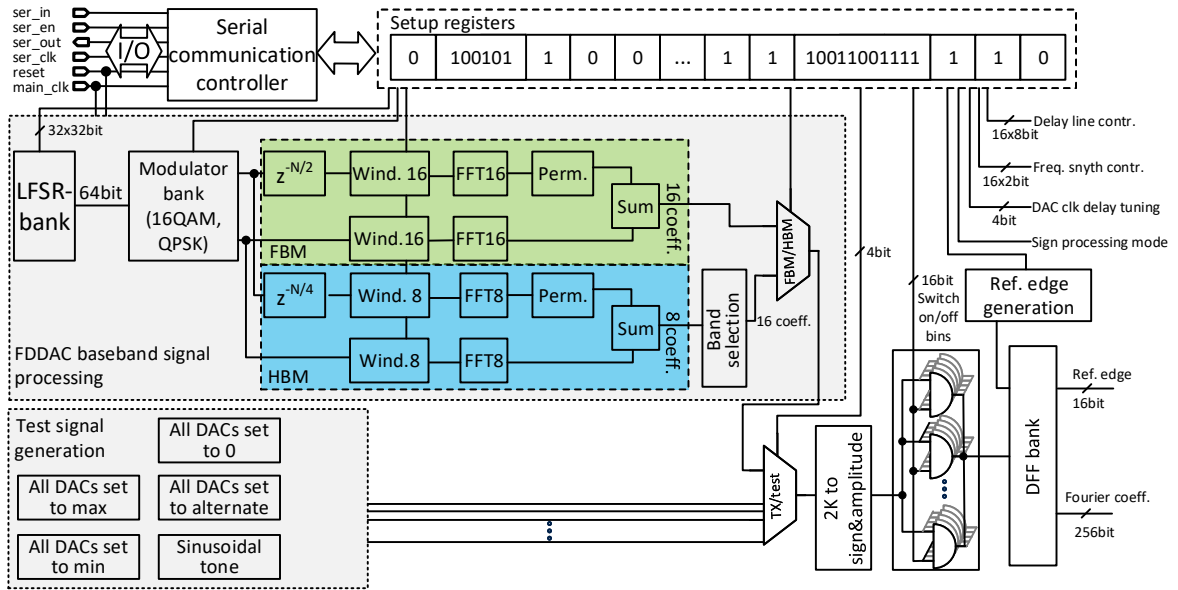 ser_in
ser_en
ser_out
ser_clk
reset
main_clk
I/O
Serial
communication
controller
Setup registers
0
100101
1
0
0
...
1
1
10011001111
1
1
0
32x32bit
LFSR-
bank
64bit
Modulator
bank
(16QAM,
QPSK)
z-N/2
Wind. 16
FFT16
Perm.
Sum
16 coeff.
Wind.16
FFT16
FBM
z-N/4
Wind. 8
FFT8
Perm.
Sum
8 coeff.
Wind.8
FFT8
HBM
Band
selection
16 coeff.
FBM/HBM
FDDAC baseband signal
processing
4bit
16bit
Switch
on/off
bins
16x8bit
Delay line contr.
16x2bit
Freq. snyth contr.
4bit
DAC clk delay tuning
Sign processing mode
Ref. edge
generation
Test signal
generation
All DACs set
to 0
All DACs set
to max
All DACs set
to alternate
All DACs set
to min
Sinusoidal
tone
TX/test
2K to
sign&amplitude
DFF bank
Ref. edge
16bit
Fourier coeff.
256bit